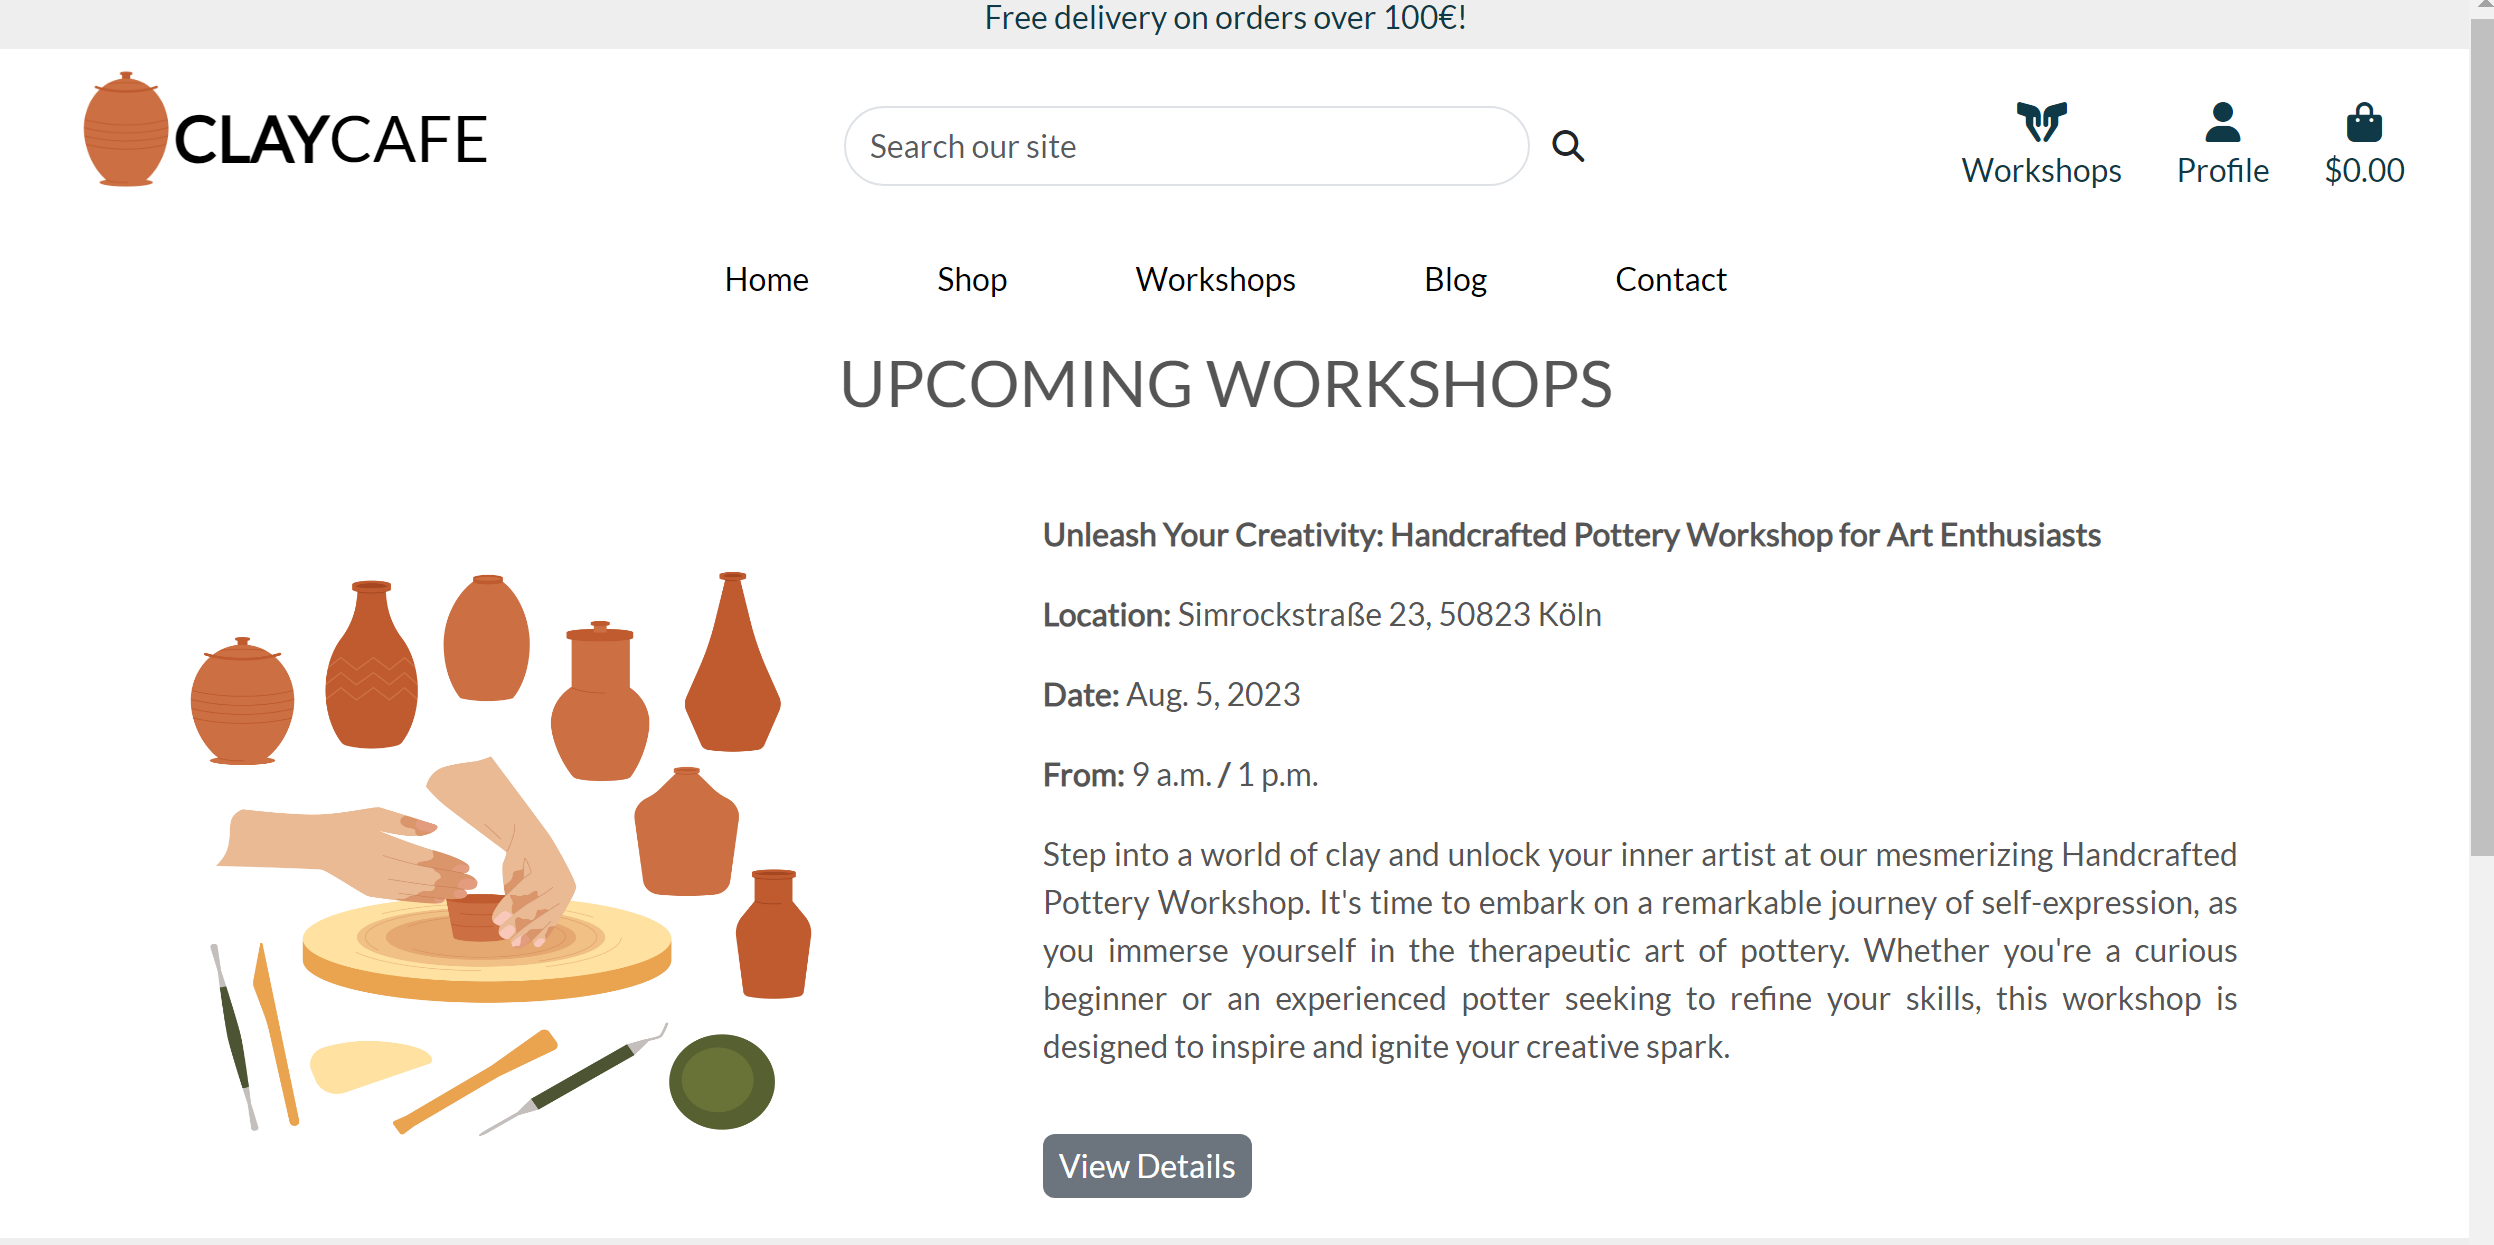 Free delivery on orders over 100€!
CLAYCAFE
Search our site
Workshops
Profile
$0.00
Home
Shop
Workshops
Blog
Contact
UPCOMING WORKSHOPS
Unleash Your Creativity: Handcrafted Pottery Workshop for Art Enthusiasts
Location: Simrockstraße 23, 50823 Köln
Date: Aug. 5, 2023
From: 9 a.m. / 1 p.m.
Step into a world of clay and unlock your inner artist at our mesmerizing Handcrafted
Pottery Workshop. It's time to embark on a remarkable journey of self-expression, as
you immerse yourself in the therapeutic art of pottery. Whether you're a curious
beginner or an experienced potter seeking to refine your skills, this workshop is
designed to inspire and ignite your creative spark.
View Details